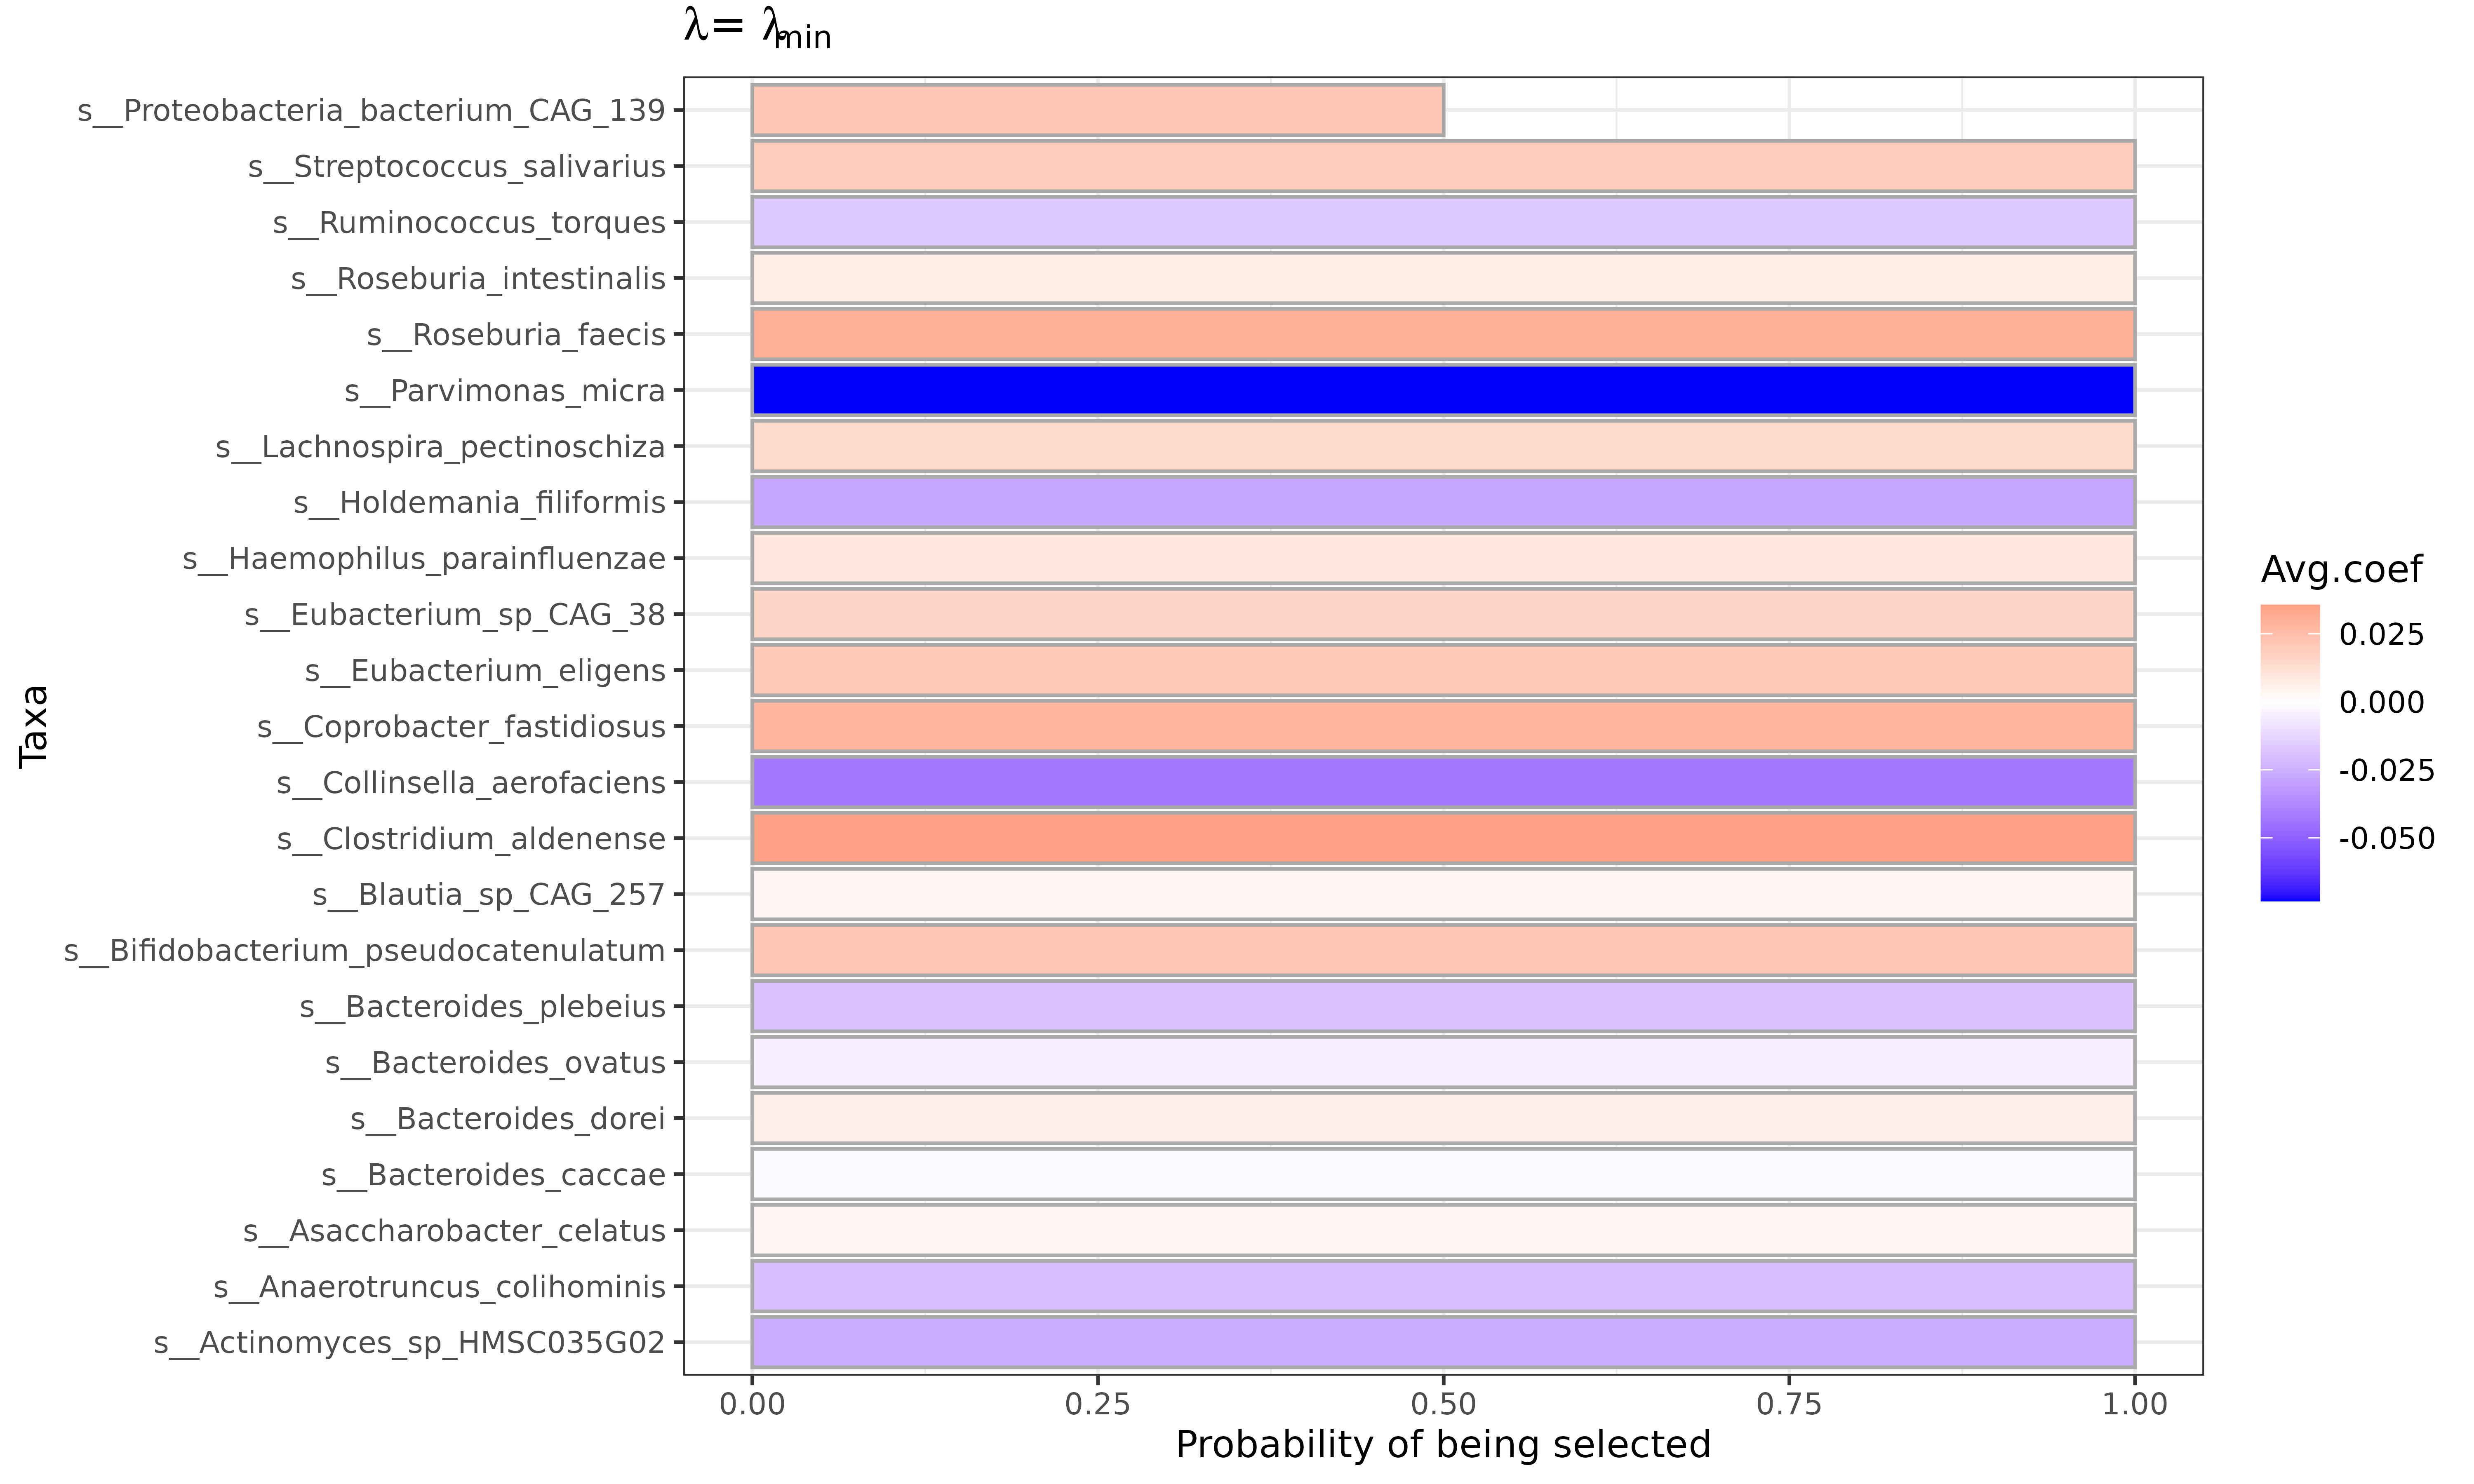 λ= λmin
s__Proteobacteria_bacterium_CAG_139
s__Streptococcus_salivarius
s__Ruminococcus_torques
s__Roseburia_intestinalis
s__Roseburia_faecis
s__Parvimonas_micra
s__Lachnospira_pectinoschiza
s__Holdemania_filiformis
s__Haemophilus_parainfluenzae
s__Eubacterium_sp_CAG_38
s__Eubacterium_eligens
s__Coprobacter_fastidiosus
s__Collinsella_aerofaciens
s__Clostridium_aldenense
s__Blautia_sp_CAG_257
s__Bifidobacterium_pseudocatenulatum
s__Bacteroides_plebeius
s__Bacteroides_ovatus
s__Bacteroides_dorei
s__Bacteroides_caccae
s__Asaccharobacter_celatus
s__Anaerotruncus_colihominis
s__Actinomyces_sp_HMSC035G02
Taxa
0.00 0.25 0.50 0.75 1.00
Probability of being selected
Avg.coef
0.025
0.000
-0.025
-0.050